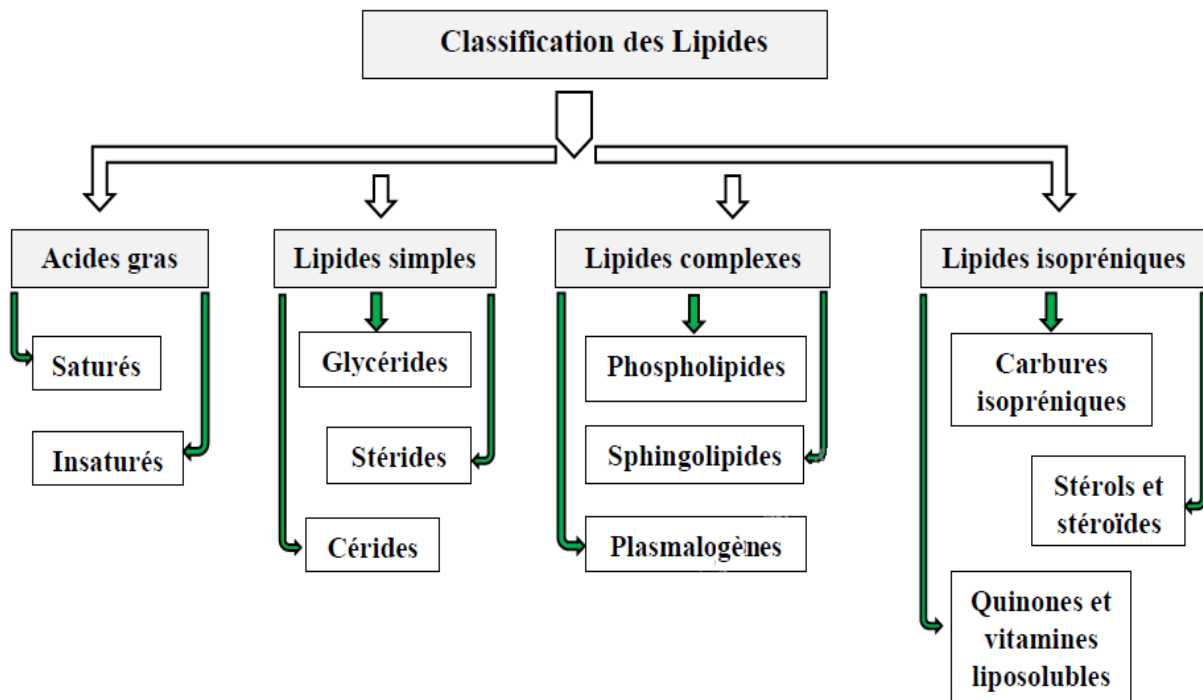 Classification des Lipides
Acides gras
Lipides simples
Lipides complexes
Lipides isopréniques
Saturés
Insaturés
Glycérides
Stérides
Cérides
Phospholipides
Sphingolipides
Plasmalogènes
Carbures
isopréniques
Stérols et
stéroïdes
Quinones et
vitamines
liposolubles